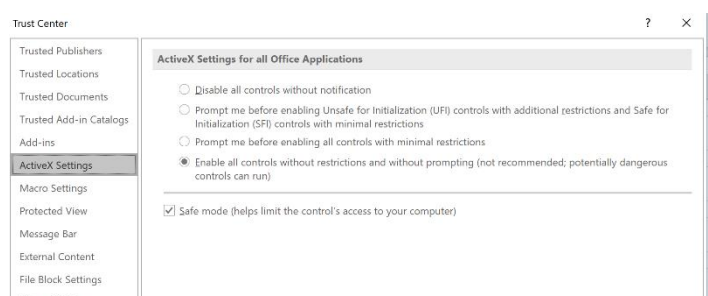 Trust Center
? ×
Trusted Publishers
Trusted Locations
Trusted Documents
Trusted Add-in Catalogs
Add-ins
ActiveX Settings
Macro Settings
Protected View
Message Bar
External Content
File Block Settings
ActiveX Settings for all Office Applications
Disable all controls without notification
Prompt me before enabling Unsafe for Initialization (UFI) controls with additional restrictions and Safe for
Initialization (SFI) controls with minimal restrictions
Prompt me before enabling all controls with minimal restrictions
Enable all controls without restrictions and without prompting (not recommended; potentially dangerous
controls can run)
Safe mode (helps limit the control's access to your computer)